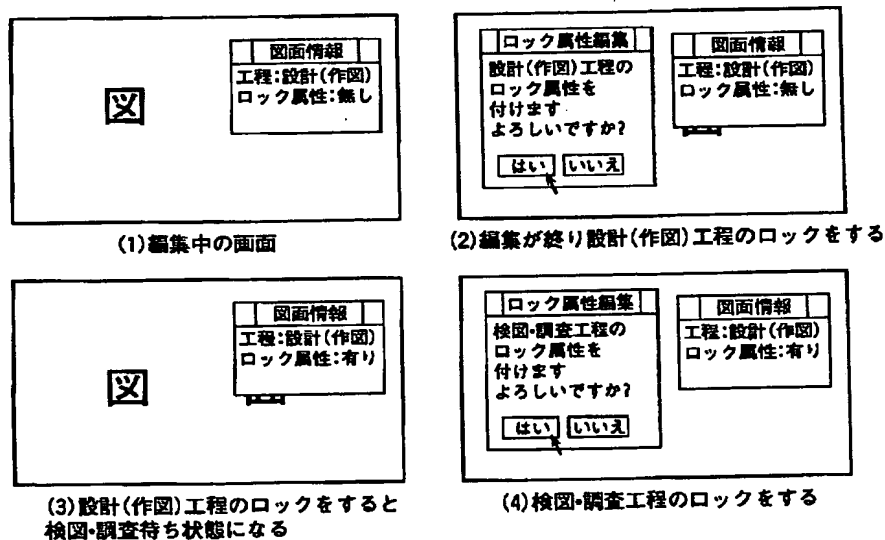 図面情報
工程:設計(作図)
ロック属性:無し
図
(1)編集中の画面
ロック属性編集
設計(作図)工程の
ロック属性を
付けます
よろしいですか?
はい いいえ
図面情報
工程:設計(作図)
ロック属性:無し
(2)編集が終り設計(作図)工程のロックをする
図面情報
工程:設計(作図)
ロック属性:有り
図
(3)設計(作図)工程のロックをすると
検図・調査待ち状態になる
ロック属性編集
検図・調査工程の
ロック属性を
付けます
よろしいですか?
はい いいえ
図面情報
工程:設計(作図)
ロック属性:有り
(4)検図・調査工程のロックをする